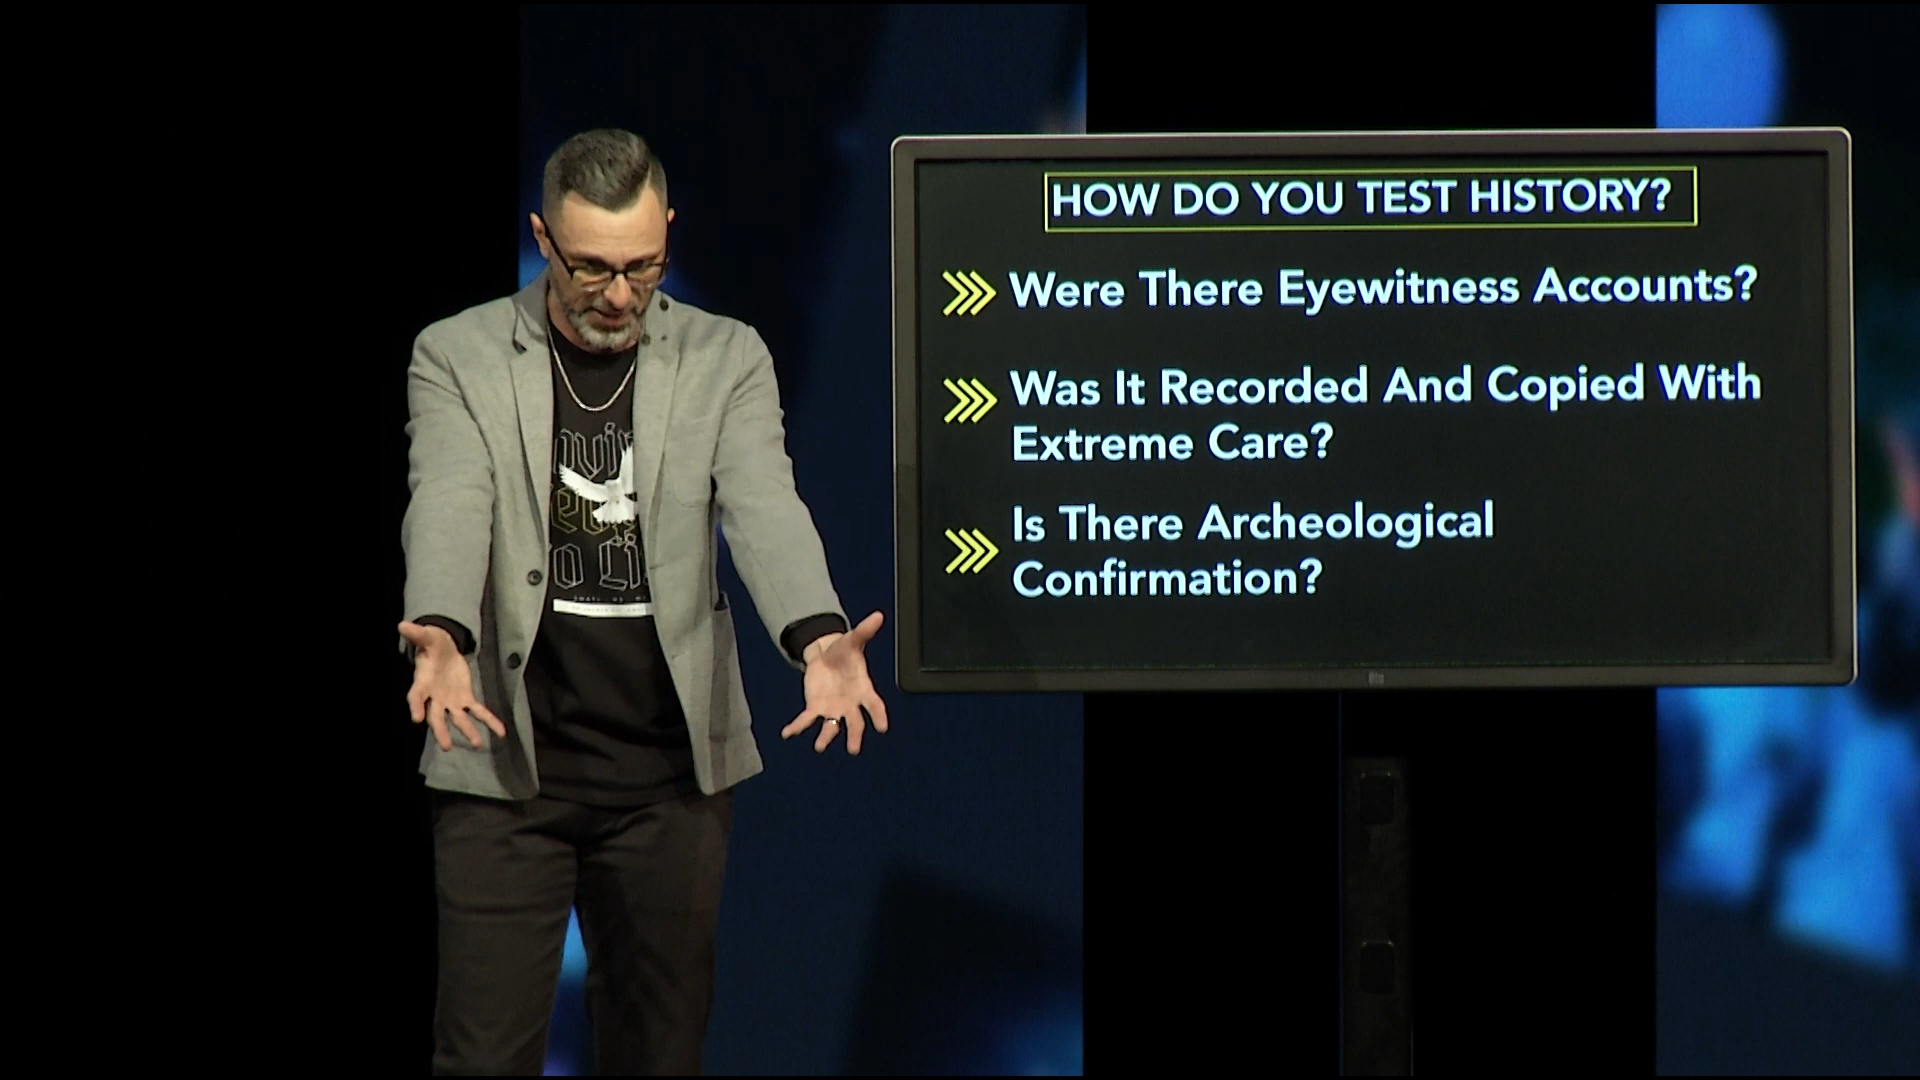 HOW DO YOU TEST HISTORY?
Were There Eyewitness Accounts?
Was It Recorded And Copied With
Extreme Care?
Is There Archeological
Confirmation?